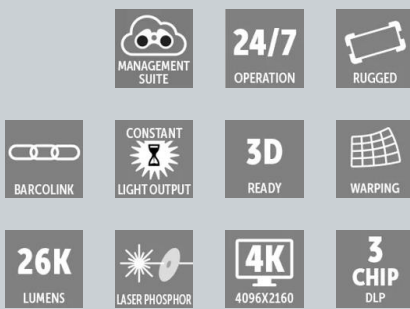 MANAGEMENT
SUITE
24/7
OPERATION
RUGGED
BARCOLINK
CONSTANT
LIGHT OUTPUT
3D
READY
WARPING
26K
LUMENS
LASER PHOSPHOR
4K
4096X2160
3
CHIP
DLP